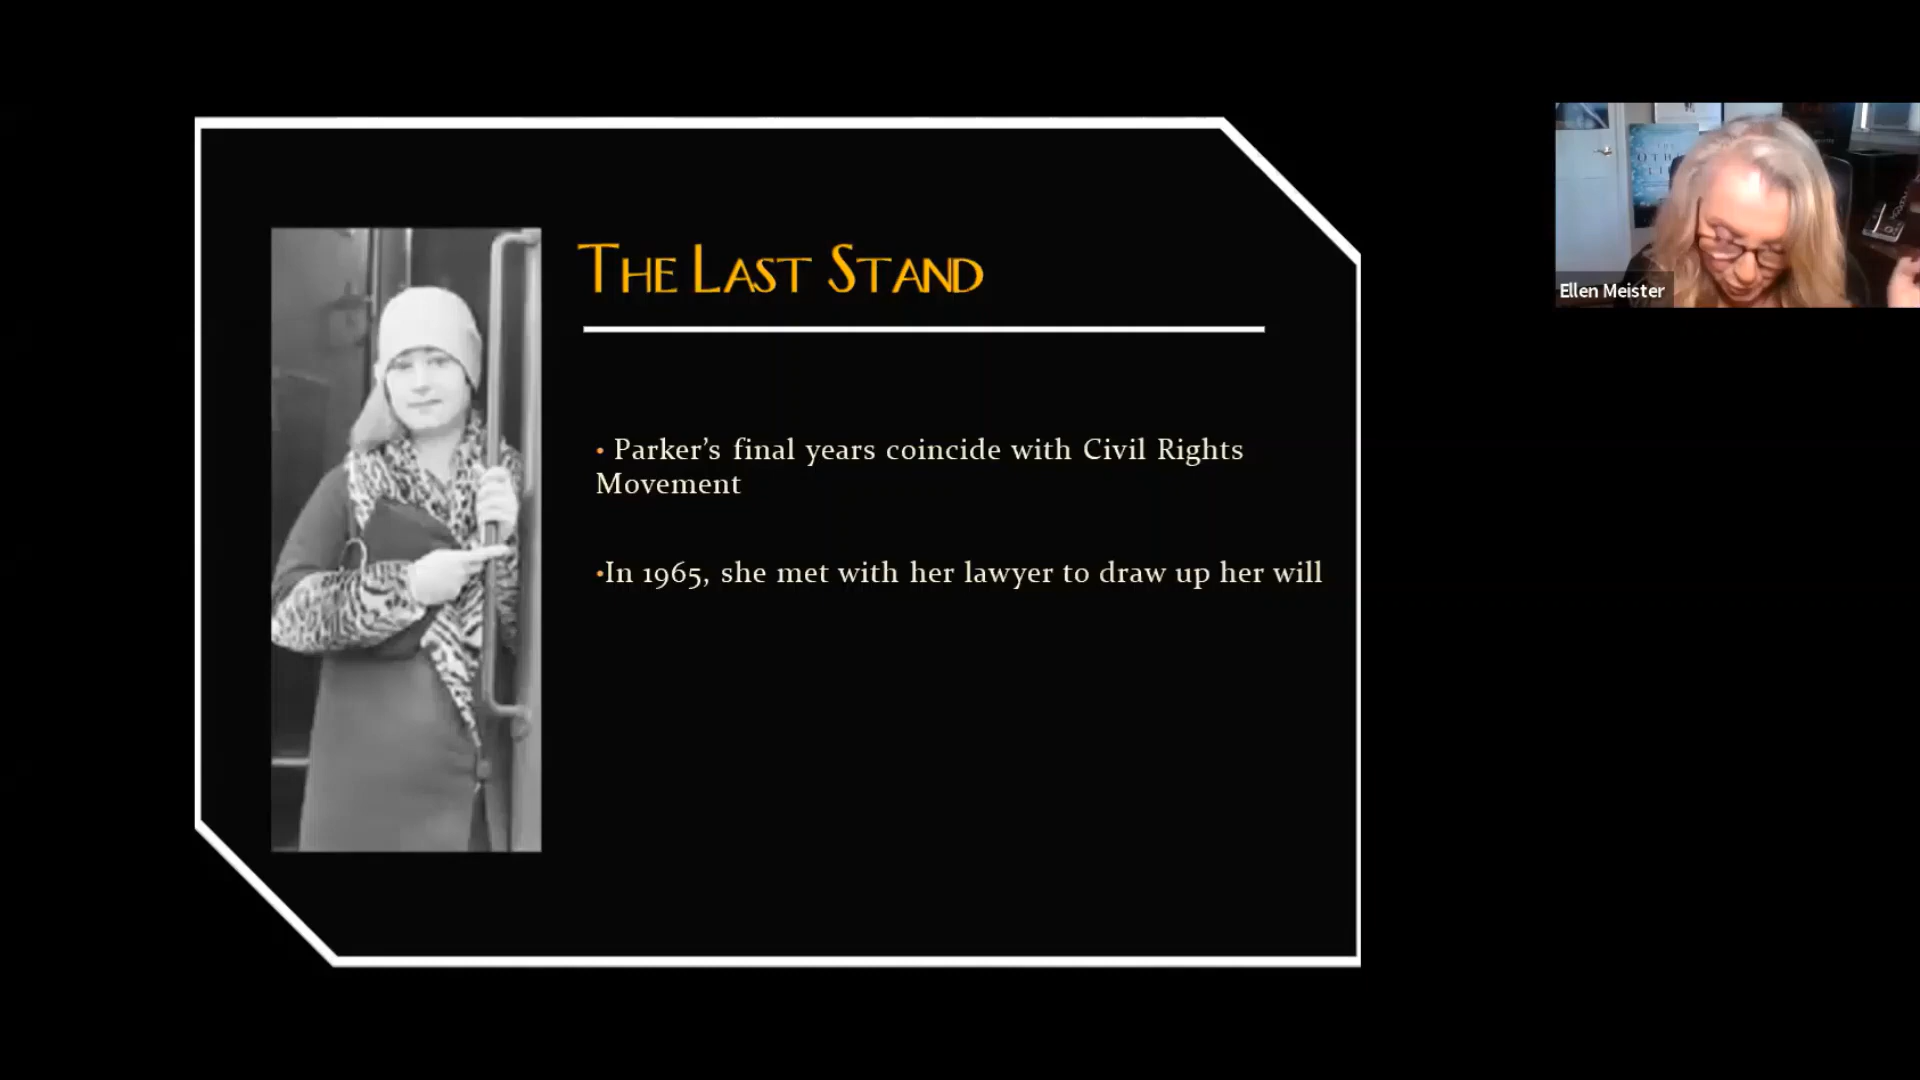 The Last Stand
• Parker's final years coincide with Civil Rights
Movement
•In 1965, she met with her lawyer to draw up her will
Ellen Meister